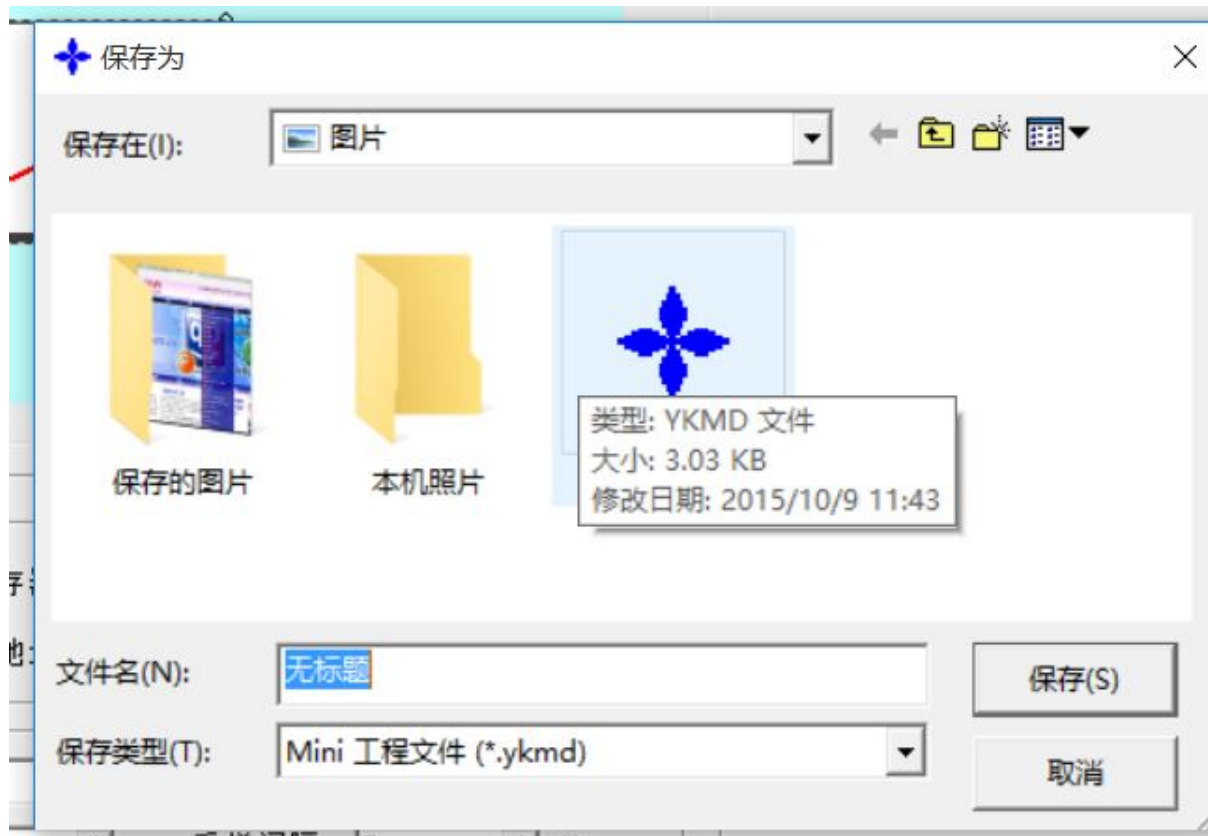 保存为
保存在(I):
图片
保存的图片
本机照片
类型: YKMD 文件
大小: 3.03 KB
修改日期: 2015/10/9 11:43
文件名(N):
无标题
保存(S)
保存类型(T):
Mini 工程文件 (*.ykmd)
取消